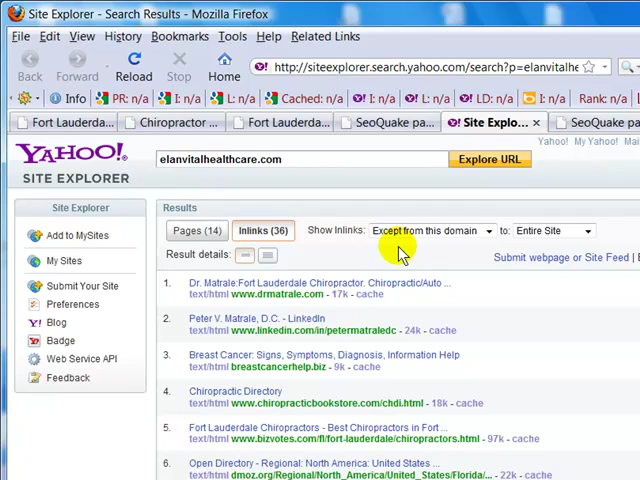 Site Explorer - Search Results - Mozilla Firefox
File Edit View History Bookmarks Tools Help Related Links
Back Forward Reload Stop Home http://siteexplorer.search.yahoo.com/search?p=elanvitalhe
Info PR: n/a I: n/a L: n/a Cached: n/a I: n/a L: n/a LD: n/a I: n/a Rank: n/a
Fort Lauderda... Chiropractor ... Fort Lauderda... SeoQuake pa... Site Explo... SeoQuake pa
Yahoo! My Yahoo! Mai
YAHOO! elanvitalhealthcare.com Explore URL
SITE EXPLORER
Site Explorer
Add to MySites
My Sites
Submit Your Site
Preferences
Blog
Badge
Web Service API
Feedback
Results
Pages (14) Inlinks (36) Show Inlinks: Except from this domain to: Entire Site
Result details: Submit webpage or Site Feed |
1. Dr. Matrale:Fort Lauderdale Chiropractor. Chiropractic/Auto ...
text/html www.drmatrale.com - 17k - cache
2. Peter V. Matrale, D.C. - LinkedIn
text/html www.linkedin.com/in/petermatraledc - 24k - cache
3. Breast Cancer: Signs, Symptoms, Diagnosis, Information Help
text/html breastcancerhelp.biz - 9k - cache
4. Chiropractic Directory
text/html www.chiropracticbookstore.com/chdi.html - 18k - cache
5. Fort Lauderdale Chiropractors - Best Chiropractors in Fort ...
text/html www.bizvotes.com/fl/fort-lauderdale/chiropractors.html - 97k - cache
6. Open Directory - Regional: North America: United States ...
text/html dmoz.org/Regional/North_America/United_States/Florida/... - 22k - cache